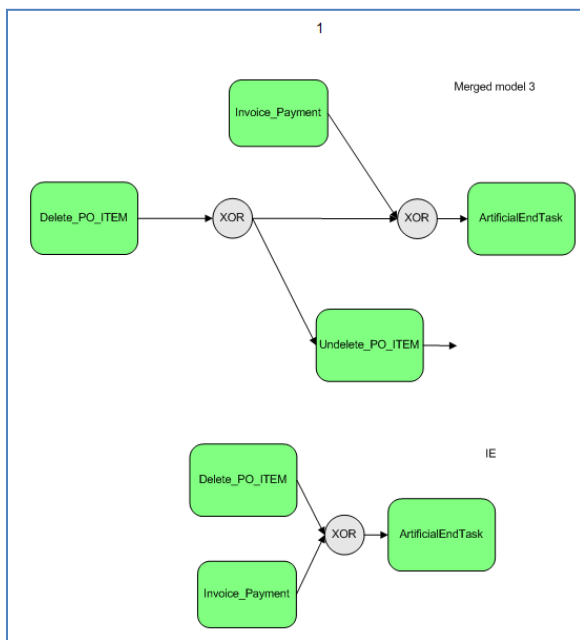 1
Merged model 3
Invoice_Payment
Delete_PO_ITEM
XOR
XOR
ArtificialEndTask
Undelete_PO_ITEM
IE
Delete_PO_ITEM
XOR
ArtificialEndTask
Invoice_Payment